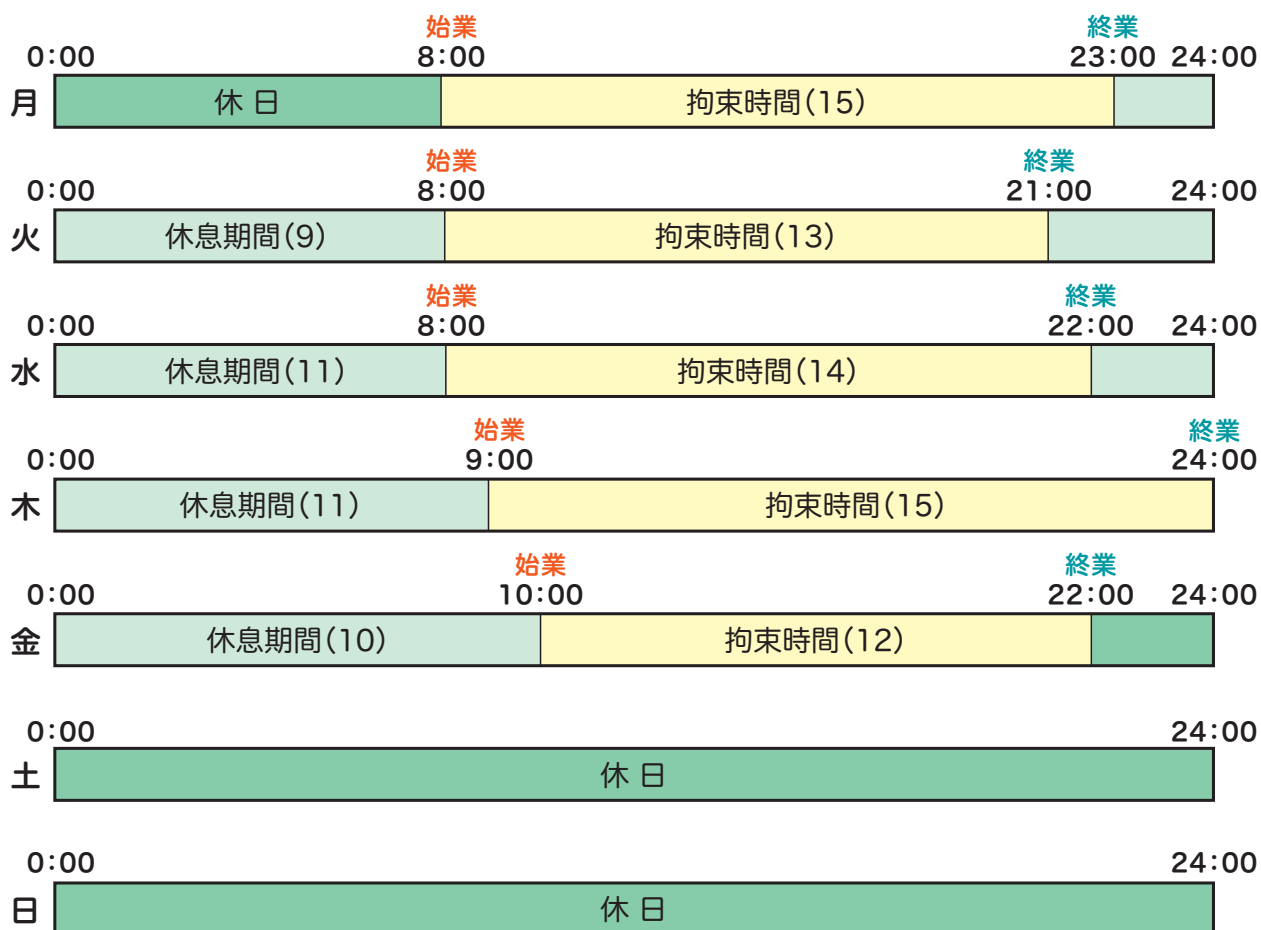 始業 終業
0:00 8:00 23:00 24:00
月 休日 拘束時間(15)
始業 終業
0:00 8:00 21:00 24:00
火 休息期間(9) 拘束時間(13)
始業 終業
0:00 8:00 22:00 24:00
水 休息期間(11) 拘束時間(14)
始業 終業
0:00 9:00 24:00
木 休息期間(11) 拘束時間(15)
始業 終業
0:00 10:00 22:00 24:00
金 休息期間(10) 拘束時間(12)
0:00 24:00
土 休日
0:00 24:00
日 休日